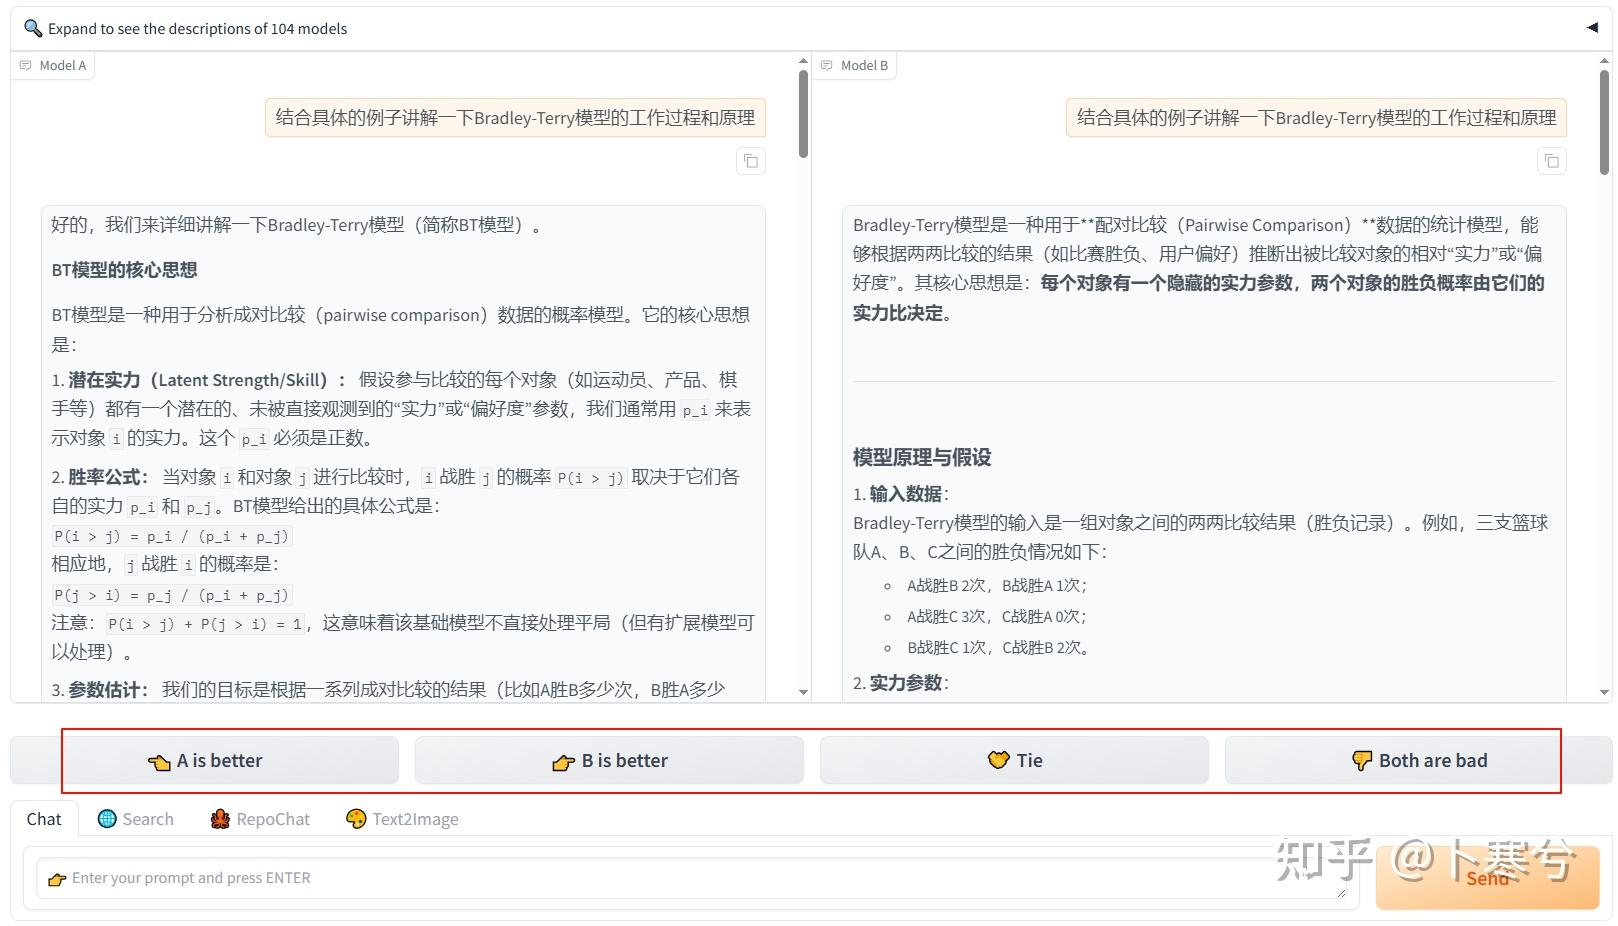 🔍 Expand to see the descriptions of 104 models ◀
Model A
结合具体的例子讲解一下Bradley-Terry模型的工作过程和原理
好的，我们来详细讲解一下Bradley-Terry模型（简称BT模型）。
BT模型的核心思想
BT模型是一种用于分析成对比较（pairwise comparison）数据的概率模型。它的核心思想
是：
1. 潜在实力（Latent Strength/Skill）： 假设参与比较的每个对象（如运动员、产品、棋
手等）都有一个潜在的、未被直接观测到的“实力”或“偏好度”参数，我们通常用 p_i 来表
示对象 i 的实力。这个 p_i 必须是正数。
2. 胜率公式： 当对象 i 和对象 j 进行比较时，i 战胜 j 的概率 P(i > j) 取决于它们各
自的实力 p_i 和 p_j。BT模型给出的具体公式是：
P(i > j) = p_i / (p_i + p_j)
相应地，j 战胜 i 的概率是：
P(j > i) = p_j / (p_i + p_j)
注意：P(i > j) + P(j > i) = 1，这意味着该基础模型不直接处理平局（但有扩展模型可
以处理）。
3. 参数估计： 我们的目标是根据一系列成对比较的结果（比如A胜B多少次，B胜A多少
Model B
结合具体的例子讲解一下Bradley-Terry模型的工作过程和原理
Bradley-Terry模型是一种用于**配对比较（Pairwise Comparison）**数据的统计模型，能
够根据两两比较的结果（如比赛胜负、用户偏好）推断出被比较对象的相对“实力”或“偏
好度”。其核心思想是：每个对象有一个隐藏的实力参数，两个对象的胜负概率由它们的
实力比决定。
模型原理与假设
1. 输入数据：
Bradley-Terry模型的输入是一组对象之间的两两比较结果（胜负记录）。例如，三支篮球
队A、B、C之间的胜负情况如下：
◦ A战胜B 2次，B战胜A 1次；
◦ A战胜C 3次，C战胜A 0次；
◦ B战胜C 1次，C战胜B 2次。
2. 实力参数：
👈 A is better
👉 B is better
🤝 Tie
👎 Both are bad
Chat
🌐 Search
🐙 RepoChat
🎨 Text2Image
👉 Enter your prompt and press ENTER
Send
知乎 @卜寒兮